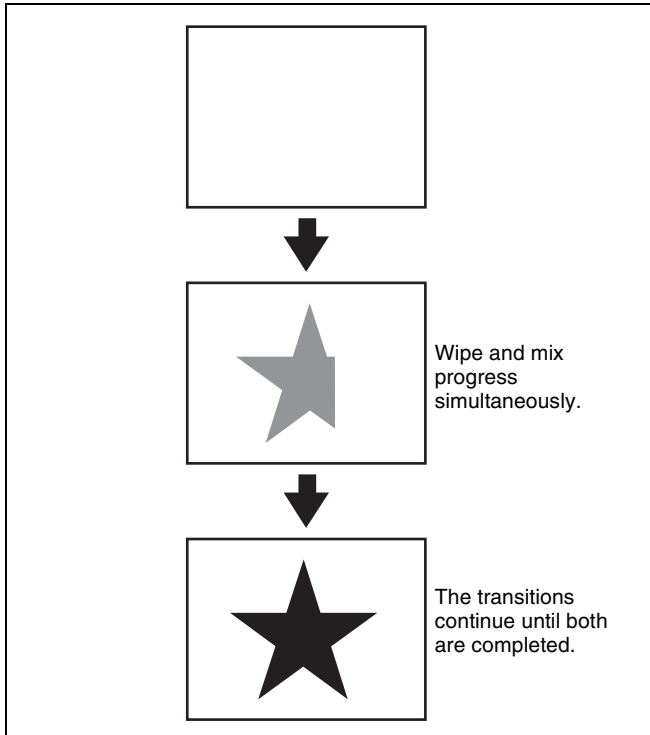 Wipe and mix
progress
simultaneously.
The transitions
continue until both
are completed.